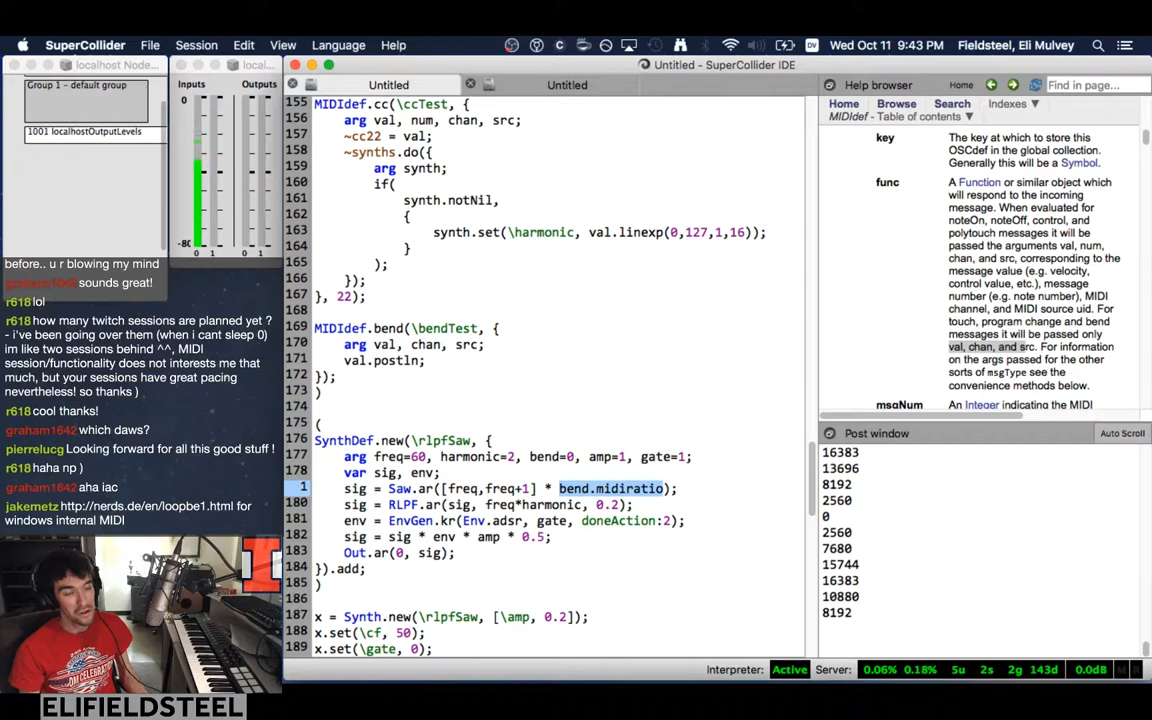 SuperCollider File Session Edit View Language Help
DV Wed Oct 11 9:43 PM Fieldsteel, Eli Mulvey
localhost Node...
Group 1 - default group
1001 localhostOutputLevels
local...
Inputs Outputs
0
-80
0 1 0 1
before.. u r blowing my mind
graham1642 sounds great!
r618 lol
r618 how many twitch sessions are planned yet ?
- i've been going over them (when i cant sleep 0)
im like two sessions behind ^^, MIDI
session/functionality does not interests me that
much, but your sessions have great pacing
nevertheless! so thanks )
r618 cool thanks!
graham1642 which daws?
pierrelucg Looking forward for all this good stuff !
r618 haha np )
graham1642 aha iac
jakemetz http://nerds.de/en/loopbe1.html for
windows internal MIDI
ELIFIELDSTEEL
Untitled - SuperCollider IDE
Untitled Untitled
155 MIDIdef.cc(\ccTest, {
156 arg val, num, chan, src;
157 ~cc22 = val;
158 ~synths.do({
159 arg synth;
160 if(
161 synth.notNil,
162 {
163 synth.set(\harmonic, val.linexp(0,127,1,16));
164 }
165 );
166 });
167 }, 22);
168
169 MIDIdef.bend(\bendTest, {
170 arg val, chan, src;
171 val.postln;
172 });
173 )
174
175 (
176 SynthDef.new(\rlpfSaw, {
177 arg freq=60, harmonic=2, bend=0, amp=1, gate=1;
178 var sig, env;
1 sig = Saw.ar([freq,freq+1] * bend.midiratio);
180 sig = RLPF.ar(sig, freq*harmonic, 0.2);
181 env = EnvGen.kr(Env.adsr, gate, doneAction:2);
182 sig = sig * env * amp * 0.5;
183 Out.ar(0, sig);
184 }).add;
185 )
186
187 x = Synth.new(\rlpfSaw, [\amp, 0.2]);
188 x.set(\cf, 50);
189 x.set(\gate, 0);
Help browser Home Find in page...
Home Browse Search Indexes ▼
MIDIdef - Table of contents ▼
key The key at which to store this
OSCdef in the global collection.
Generally this will be a Symbol.
func A Function or similar object which
will respond to the incoming
message. When evaluated for
noteOn, noteOff, control, and
polytouch messages it will be
passed the arguments val, num,
chan, and src, corresponding to
the message value (e.g. velocity,
control value, etc.), message
number (e.g. note number), MIDI
channel, and MIDI source uid. For
touch, program change and bend
messages it will be passed only
val, chan, and src. For information
on the args passed for the other
sorts of msgType see the
convenience methods below.
msgNum An Integer indicating the MIDI
Post window Auto Scroll
16383
13696
8192
2560
0
2560
7680
15744
16383
10880
8192
Interpreter: Active Server: 0.06% 0.18% 5u 2s 2g 143d 0.0dB M R